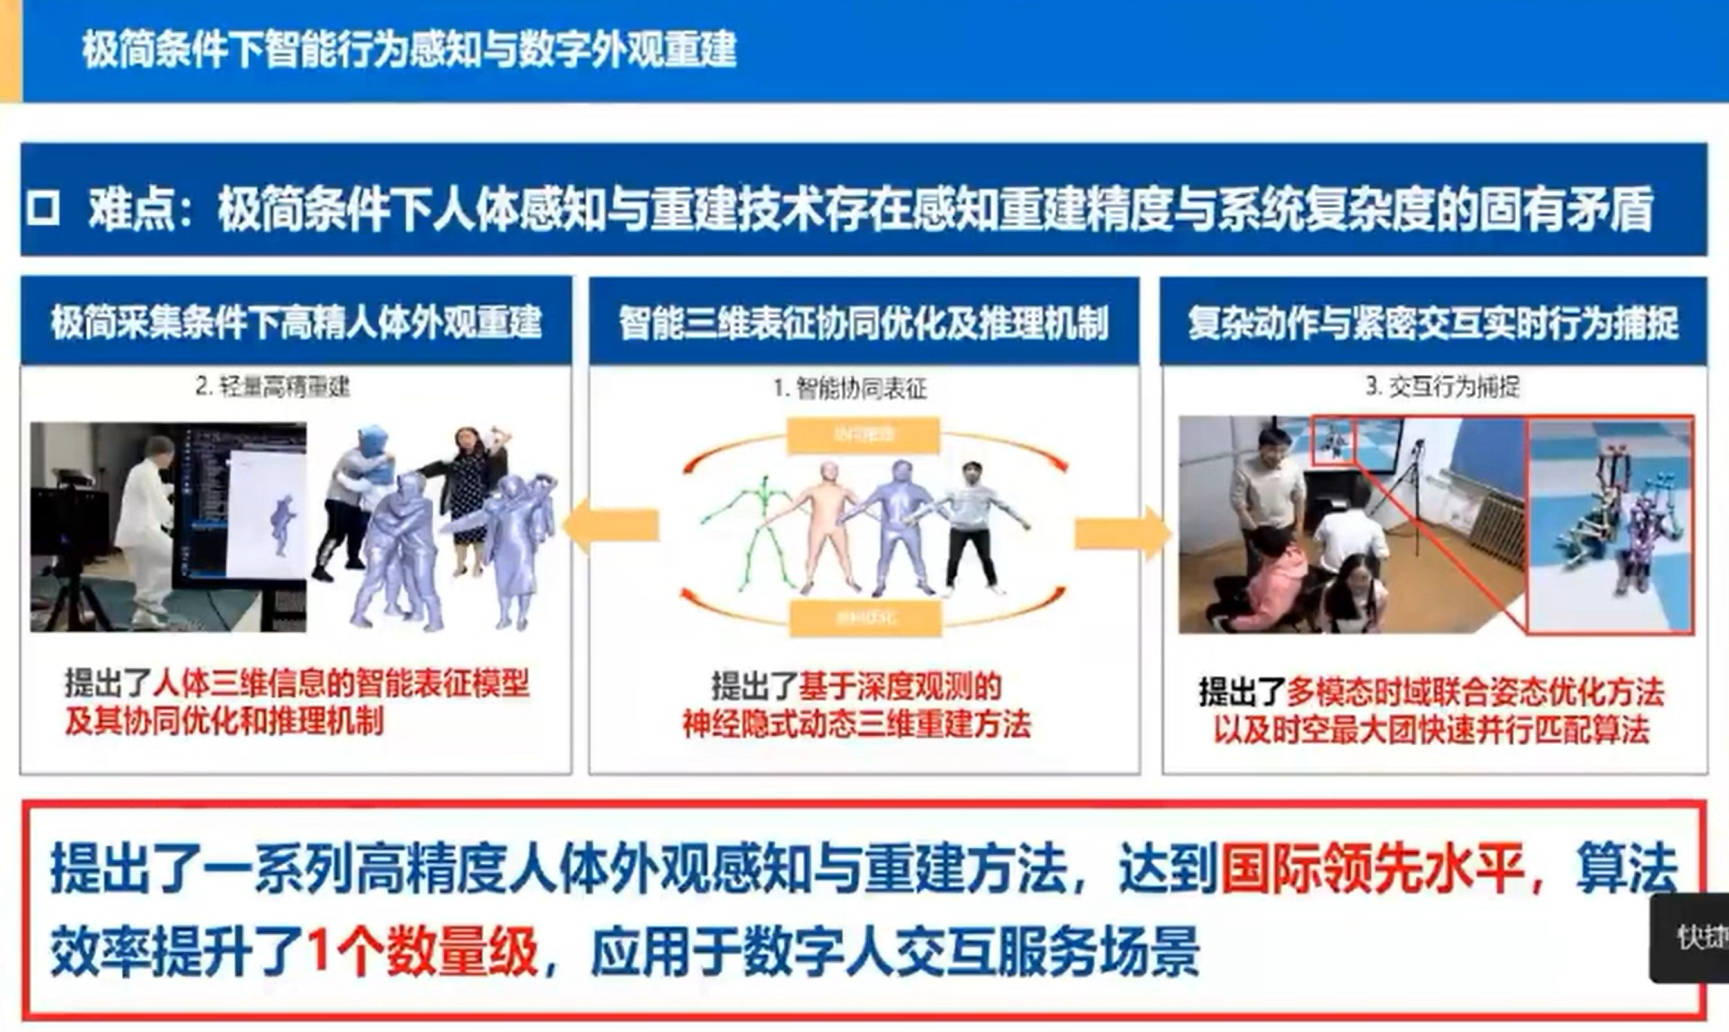 极简条件下智能行为感知与数字外观重建
难点：极简条件下人体感知与重建技术存在感知重建精度与系统复杂度的固有矛盾
极简采集条件下高精人体外观重建
2. 轻量高精重建
提出了人体三维信息的智能表征模型
及其协同优化和推理机制
智能三维表征协同优化及推理机制
1. 智能协同表征
提出了基于深度观测的
神经隐式动态三维重建方法
复杂动作与紧密交互实时行为捕捉
3. 交互行为捕捉
提出了多模态时域联合姿态优化方法
以及时空最大团快速并行匹配算法
提出了一系列高精度人体外观感知与重建方法，达到国际领先水平，算法
效率提升了1个数量级，应用于数字人交互服务场景
快捷